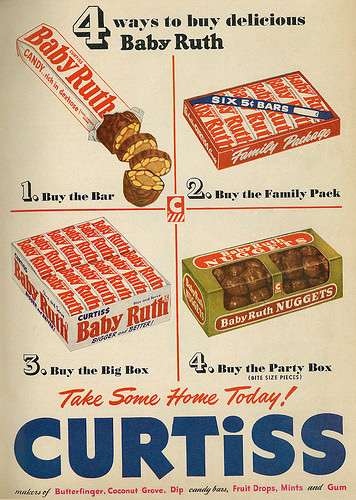 4 ways to buy delicious
Baby Ruth
CURTISS
Baby Ruth
CANDY..rich in dextrose
SIX 5¢ BARS
Baby Ruth
Family Package
1. Buy the Bar
2. Buy the Family Pack
C
CURTISS
Baby Ruth
BIGGER and BETTER!
Baby Ruth NUGGETS
3. Buy the Big Box
4. Buy the Party Box
(BITE SIZE PIECES)
Take Some Home Today!
CURTiSS
makers of Butterfinger, Coconut Grove, Dip candy bars, Fruit Drops, Mints and Gum